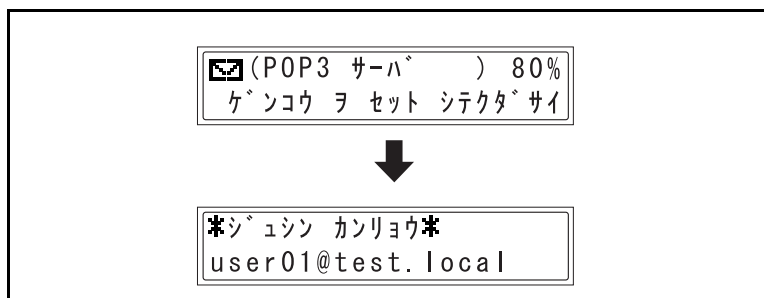 (POP3 サーバ ) 80%
ゲンコウ ヲ セット シテクダサイ
*ジュシン カンリョウ*
user01@test.local